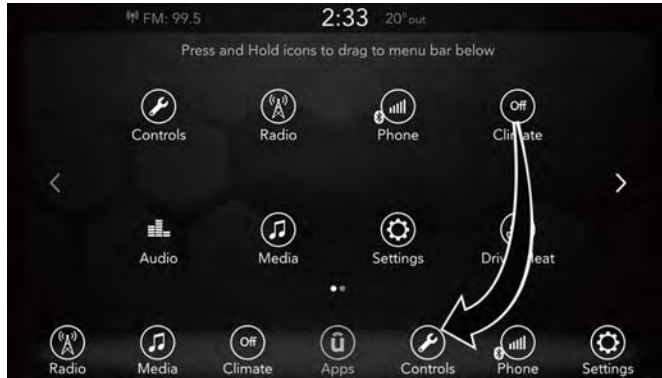 FM: 99.5 2:33 20°out
Press and Hold icons to drag to menu bar below
Off
Controls Radio Phone Climate
Audio Media Settings
Off ū
Radio Media Climate Apps Controls Phone Settings